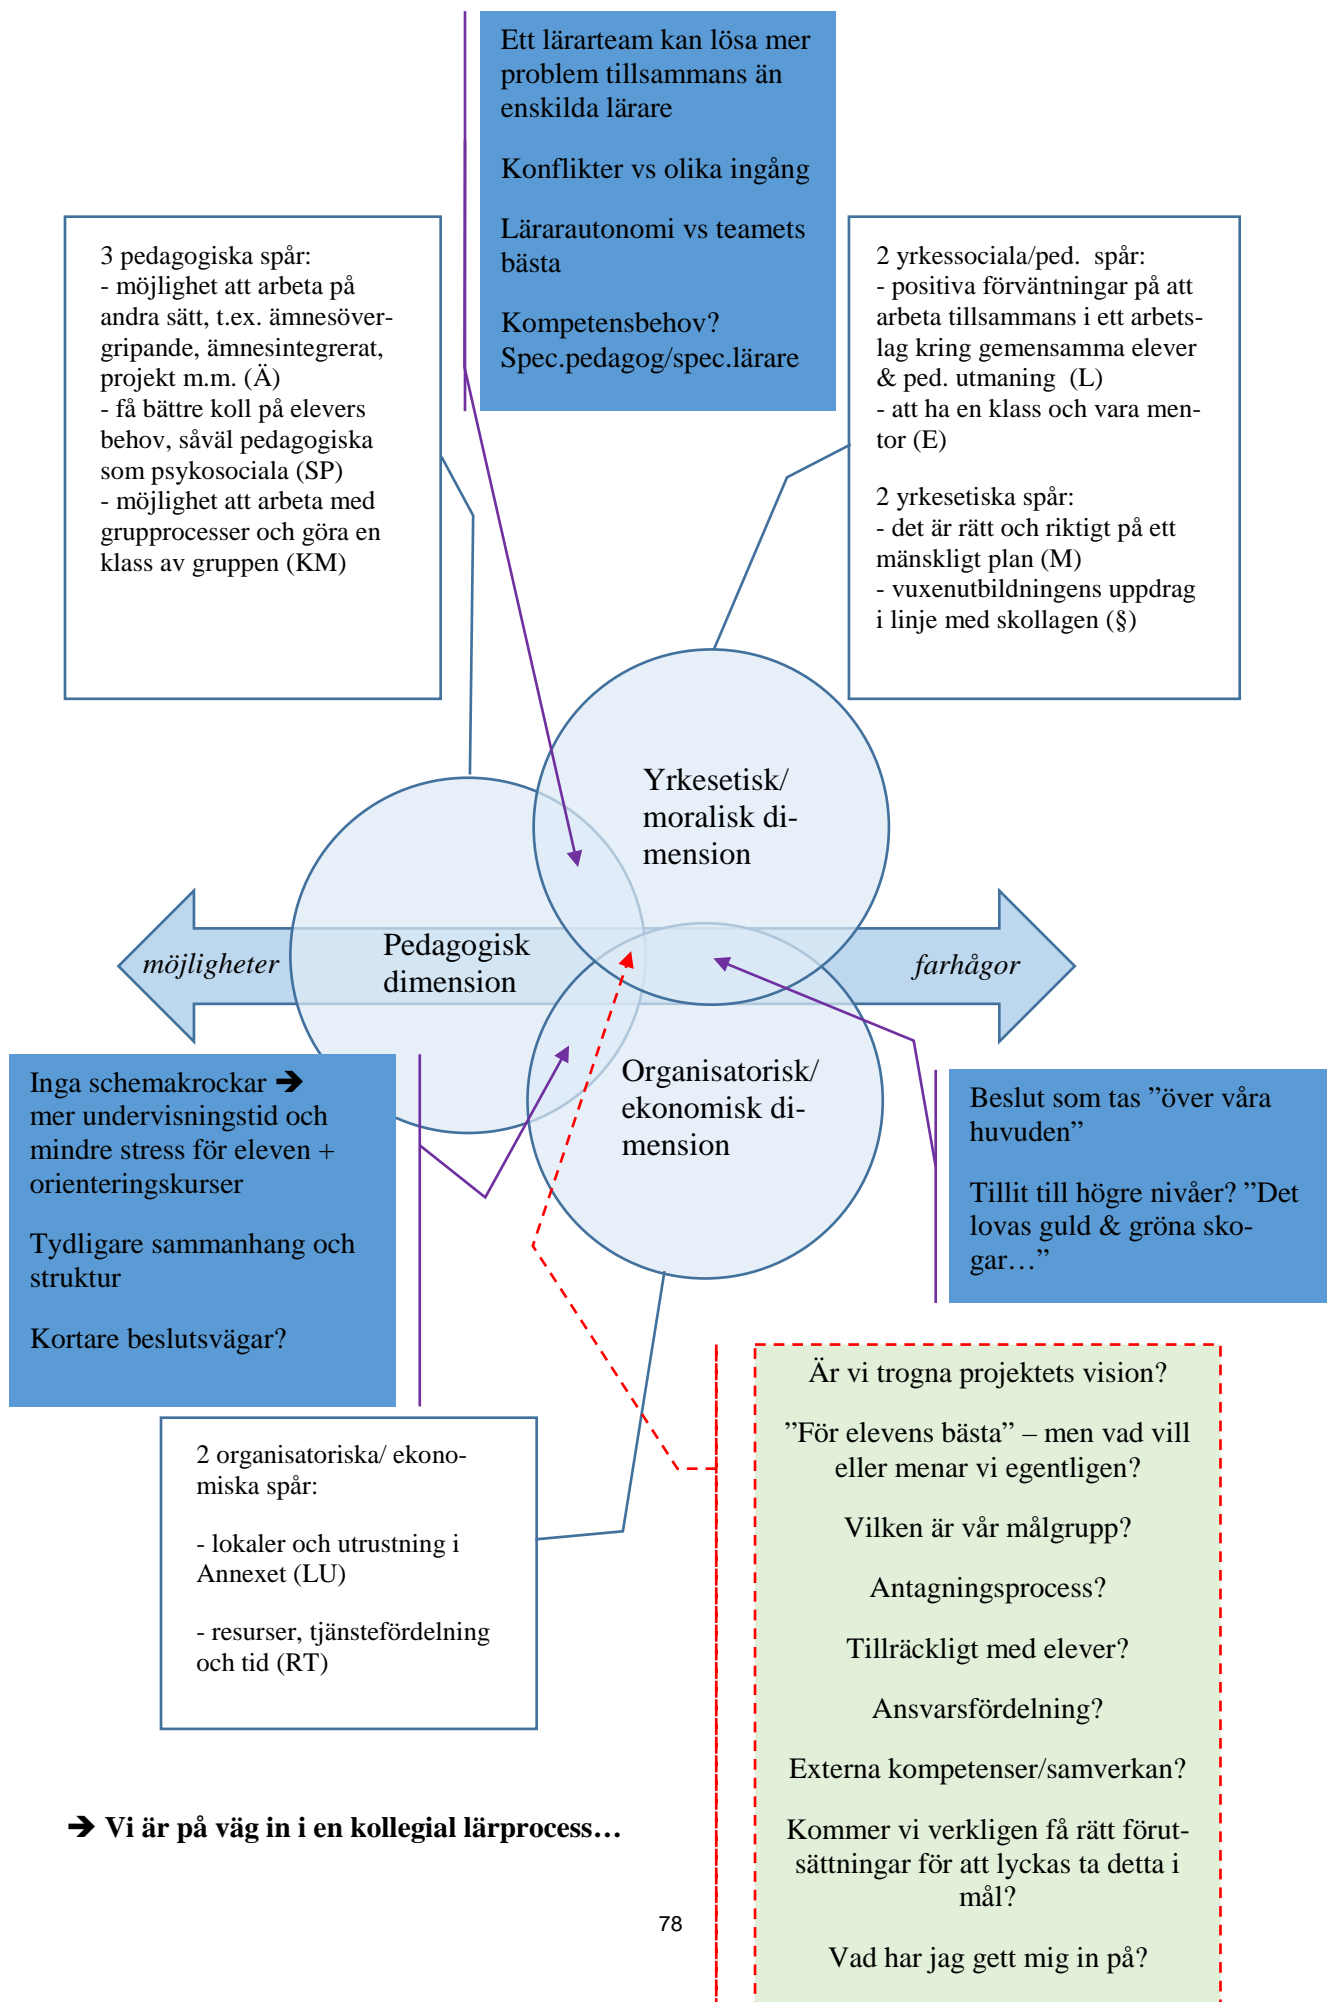 Ett lärarteam kan lösa mer
problem tillsammans än
enskilda lärare
Konflikter vs olika ingång
Lärarautonomi vs teamets
bästa
Kompetensbehov?
Spec.pedagog/spec.lärare
3 pedagogiska spår:
- möjlighet att arbeta på
andra sätt, t.ex. ämnesöver-
gripande, ämnesintegrerat,
projekt m.m. (Ä)
- få bättre koll på elevers
behov, såväl pedagogiska
som psykosociala (SP)
- möjlighet att arbeta med
grupprocesser och göra en
klass av gruppen (KM)
2 yrkessociala/ped. spår:
- positiva förväntningar på att
arbeta tillsammans i ett arbets-
lag kring gemensamma elever
& ped. utmaning (L)
- att ha en klass och vara men-
tor (E)
2 yrkesetiska spår:
- det är rätt och riktigt på ett
mänskligt plan (M)
- vuxenutbildningens uppdrag
i linje med skollagen (§)
Yrkesetisk/
moralisk di-
mension
möjligheter
Pedagogisk
dimension
farhågor
Organisatorisk/
ekonomisk di-
mension
Inga schemakrockar ➔
mer undervisningstid och
mindre stress för eleven +
orienteringskurser
Tydligare sammanhang och
struktur
Kortare beslutsvägar?
Beslut som tas ”över våra
huvuden”
Tillit till högre nivåer? ”Det
lovas guld & gröna sko-
gar…”
2 organisatoriska/ ekono-
miska spår:
- lokaler och utrustning i
Annexet (LU)
- resurser, tjänstefördelning
och tid (RT)
Är vi trogna projektets vision?
”För elevens bästa” – men vad vill
eller menar vi egentligen?
Vilken är vår målgrupp?
Antagningsprocess?
Tillräckligt med elever?
Ansvarsfördelning?
Externa kompetenser/samverkan?
Kommer vi verkligen få rätt förut-
sättningar för att lyckas ta detta i
mål?
Vad har jag gett mig in på?
➔ Vi är på väg in i en kollegial lärprocess…
78